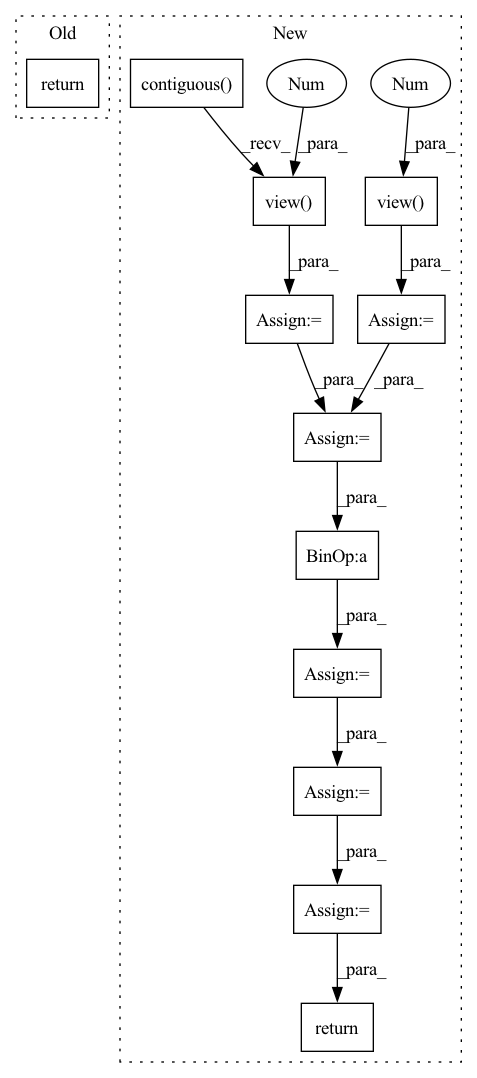 Old
New
return
contiguous()
Num
Num
_recv_
_para_
_para_
view()
view()
_para_
_para_
Assign:=
Assign:=
_para_
_para_
Assign:=
_para_
BinOp:a
_para_
Assign:=
_para_
Assign:=
_para_
Assign:=
_para_
return